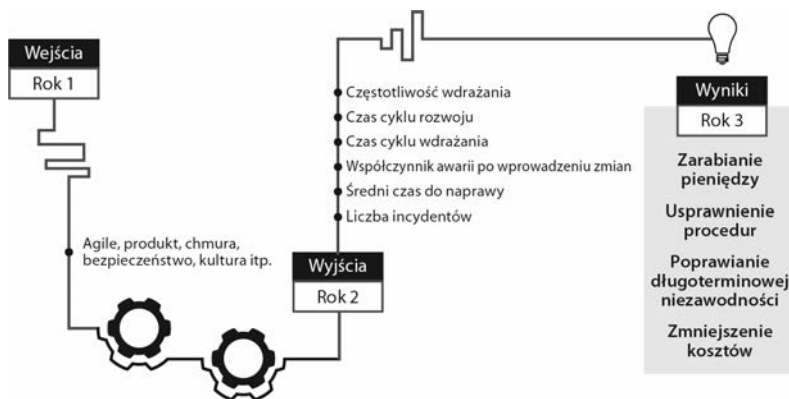 Wejścia
Rok 1
Agile, produkt, chmura,
bezpieczeństwo, kultura itp.
Wyjścia
Rok 2
Częstotliwość wdrażania
Czas cyklu rozwoju
Czas cyklu wdrażania
Współczynnik awarii po wprowadzeniu zmian
Średni czas do naprawy
Liczba incydentów
Wyniki
Rok 3
Zarabianie
pieniędzy
Usprawnienie
procedur
Poprawianie
długoterminowej
niezawodności
Zmniejszenie
kosztów